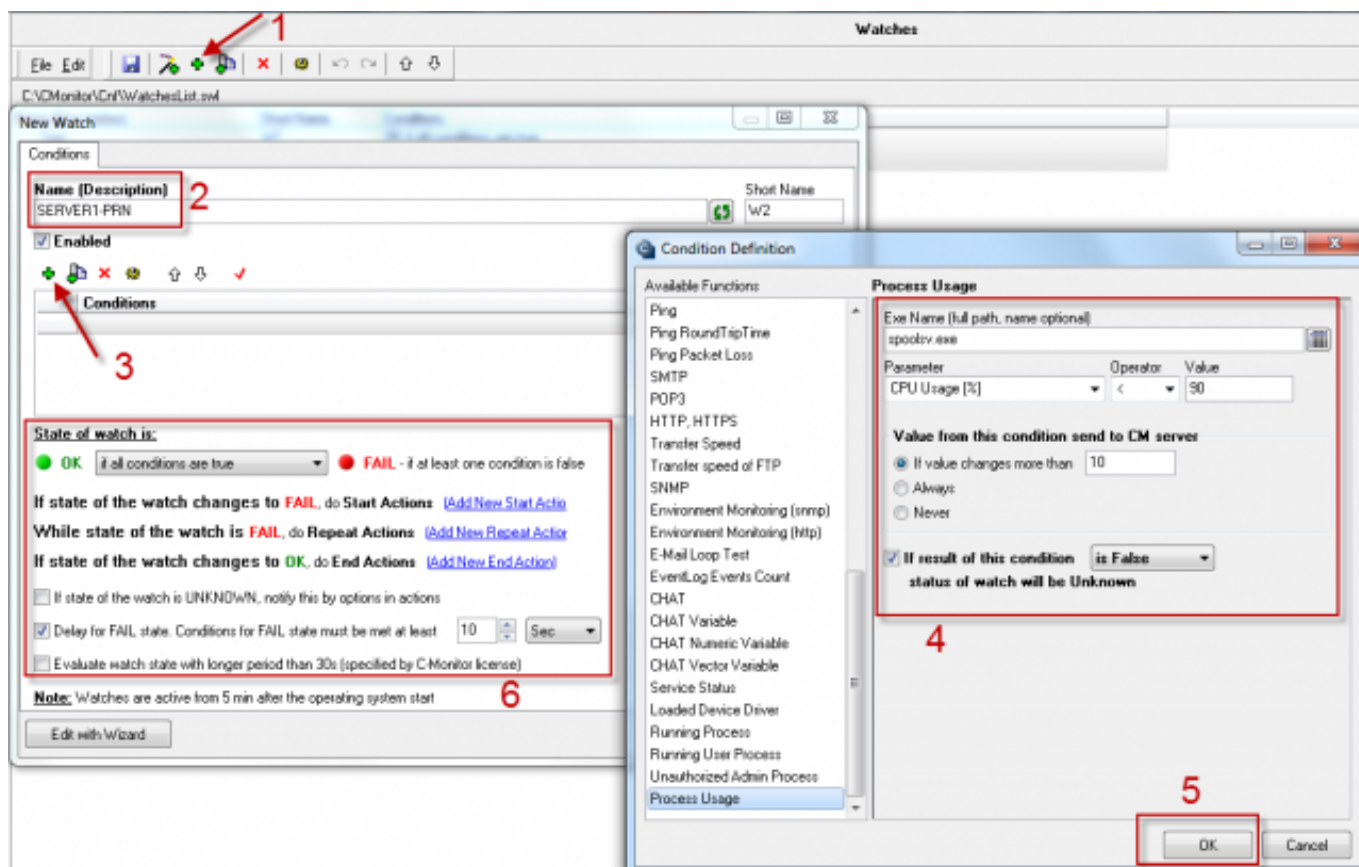 1
Watches
File Edit
C:\CMonitor\Cnf\WatchesList.swl
New Watch
Conditions
Name (Description)
SERVER1-PRN
2
Short Name
W2
Enabled
Conditions
3
State of watch is:
OK if all conditions are true FAIL - if at least one condition is false
If state of the watch changes to FAIL, do Start Actions (Add New Start Actio
While state of the watch is FAIL, do Repeat Actions (Add New Repeat Action
If state of the watch changes to OK, do End Actions (Add New End Action)
If state of the watch is UNKNOWN, notify this by options in actions
Delay for FAIL state. Conditions for FAIL state must be met at least 10 Sec
Evaluate watch state with longer period than 30s (specified by C-Monitor license)
6
Note: Watches are active from 5 min after the operating system start
Edit with Wizard
Condition Definition
Available Functions
Ping
Ping RoundTripTime
Ping Packet Loss
SMTP
POP3
HTTP, HTTPS
Transfer Speed
Transfer speed of FTP
SNMP
Environment Monitoring (snmp)
Environment Monitoring (http)
E-Mail Loop Test
EventLog Events Count
CHAT
CHAT Variable
CHAT Numeric Variable
CHAT Vector Variable
Service Status
Loaded Device Driver
Running Process
Running User Process
Unauthorized Admin Process
Process Usage
Process Usage
Exe Name (full path, name optional)
spoolsv.exe
Parameter Operator Value
CPU Usage [%] < 90
Value from this condition send to CM server
If value changes more than 10
Always
Never
If result of this condition is False
status of watch will be Unknown
4
5
OK Cancel